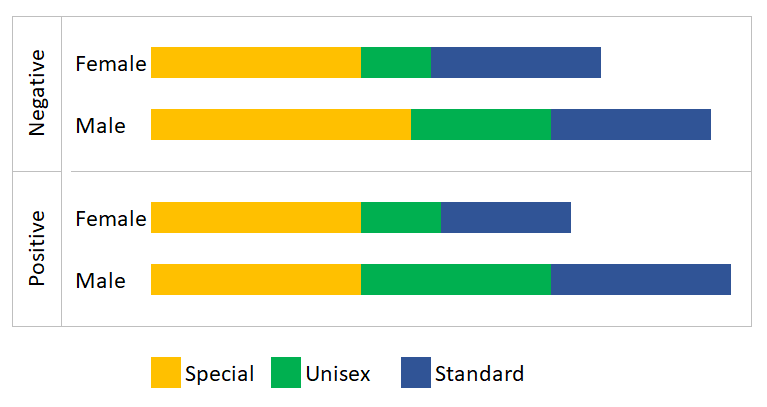 Negative
Female
Male
Positive
Female
Male
Special Unisex Standard